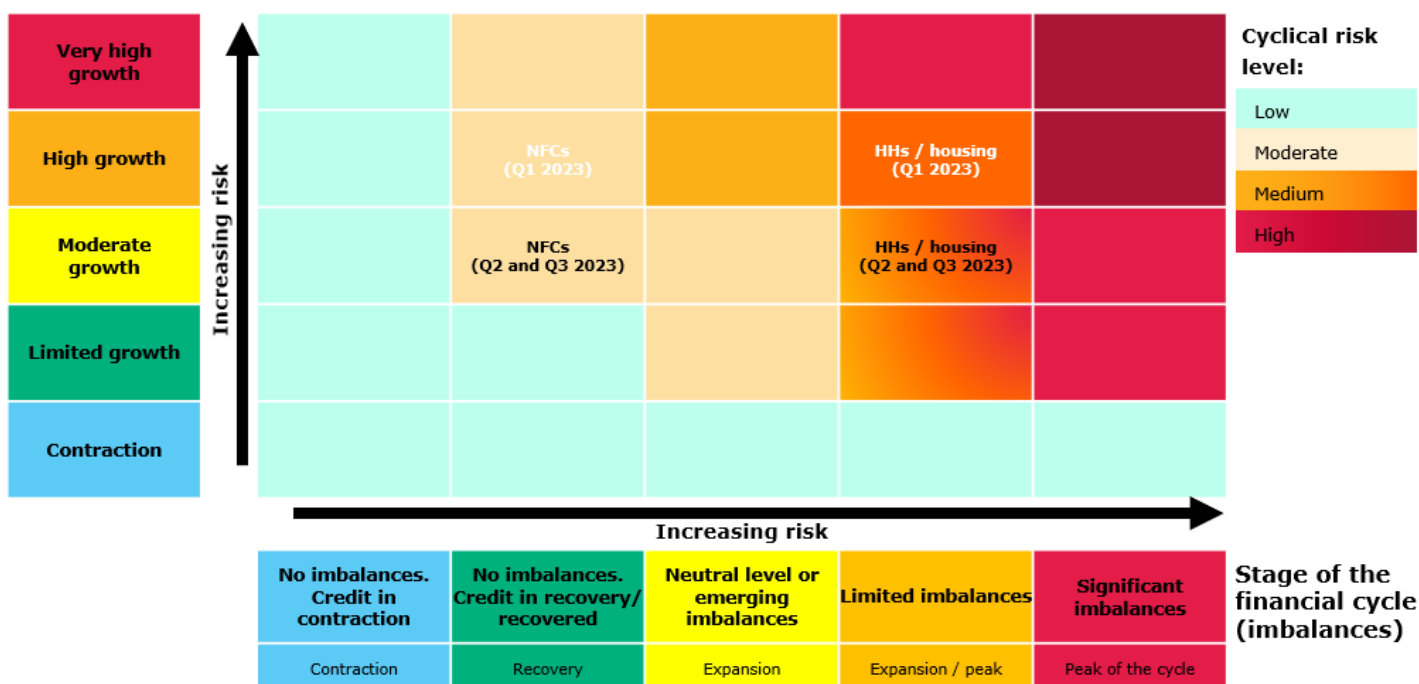 Very high
growth
High growth
Moderate
growth
Limited growth
Contraction
Increasing risk
NFCs
(Q1 2023)
HHs / housing
(Q1 2023)
NFCs
(Q2 and Q3 2023)
HHs / housing
(Q2 and Q3 2023)
Cyclical risk
level:
Low
Moderate
Medium
High
Increasing risk
No imbalances.
Credit in
contraction
No imbalances.
Credit in recovery/
recovered
Neutral level or
emerging
imbalances
Limited imbalances
Significant
imbalances
Stage of the
financial cycle
(imbalances)
Contraction
Recovery
Expansion
Expansion / peak
Peak of the cycle